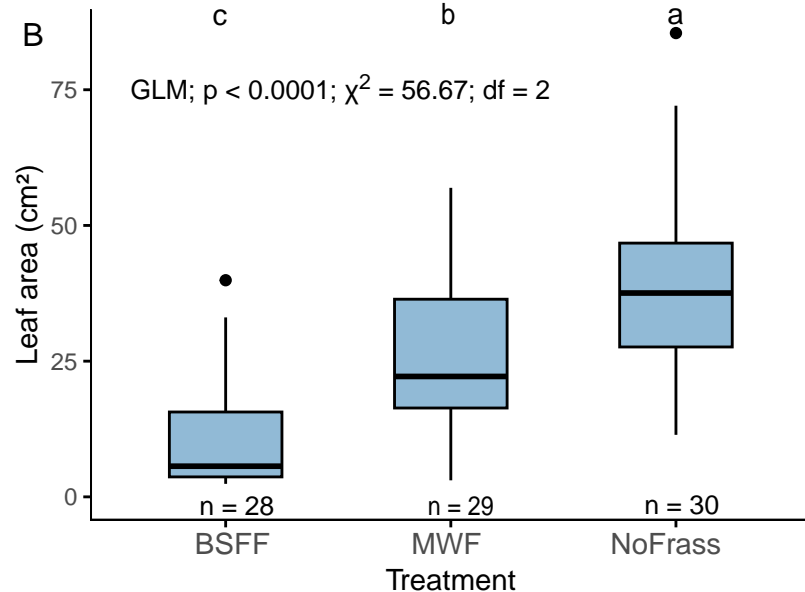 B
c b a
GLM; p < 0.0001; χ² = 56.67; df = 2
75
50
25
0
Leaf area (cm²)
n = 28 n = 29 n = 30
BSFF MWF NoFrass
Treatment